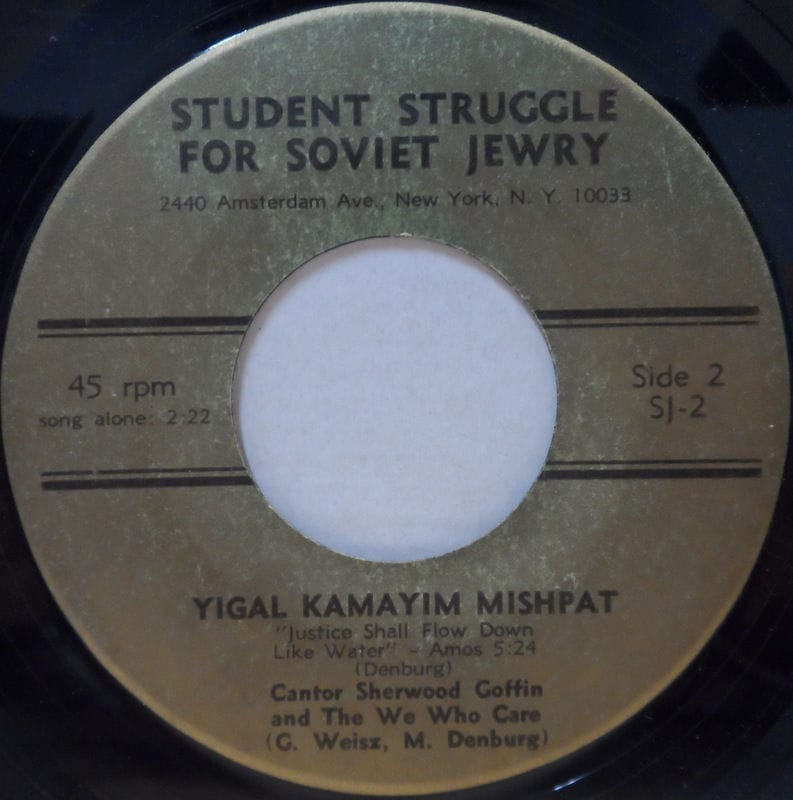 STUDENT STRUGGLE
FOR SOVIET JEWRY
2440 Amsterdam Ave., New York, N. Y. 10033
45 rpm
song alone: 2:22
Side 2
SJ-2
YIGAL KAMAYIM MISHPAT
"Justice Shall Flow Down
Like Water" - Amos 5:24
(Denburg)
Cantor Sherwood Goffin
and The We Who Care
(G. Weisz, M. Denburg)